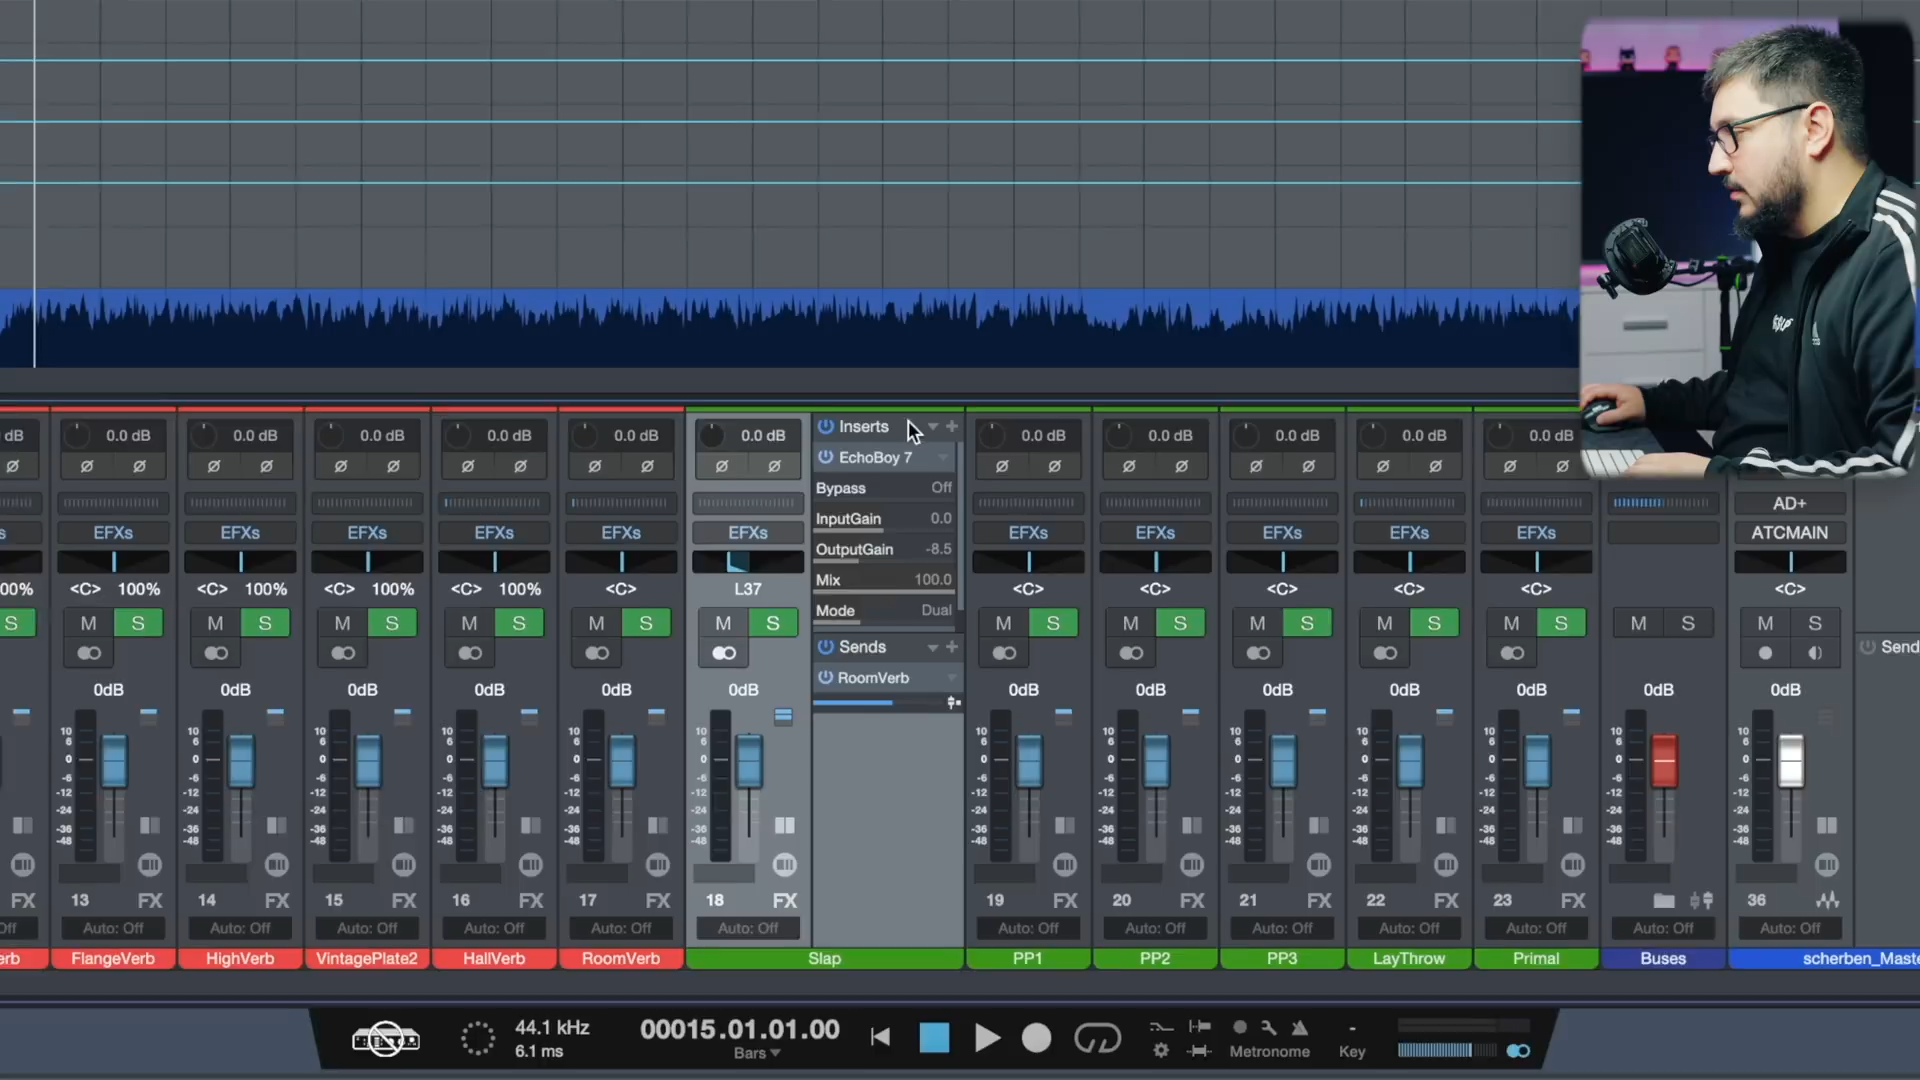 dB 0.0 dB 0.0 dB 0.0 dB 0.0 dB 0.0 dB 0.0 dB Inserts 0.0 dB 0.0 dB 0.0 dB 0.0 dB 0.0 dB
EchoBoy 7
Bypass Off
AD+
InputGain 0.0
s EFXs EFXs EFXs EFXs EFXs EFXs EFXs EFXs EFXs EFXs EFXs ATCMAIN
OutputGain -8.5
Mix 100.0
00% <C> 100% <C> 100% <C> 100% <C> 100% <C> L37 <C> <C> <C> <C> <C> <C>
Mode Dual
S M S M S M S M S M S M S M S M S M S M S M S M S M S
Sends Send
RoomVerb
0dB 0dB 0dB 0dB 0dB 0dB 0dB 0dB 0dB 0dB 0dB 0dB 0dB
10 10 10 10 10 10 10 10 10 10 10 10 10
6 6 6 6 6 6 6 6 6 6 6 6 6
0 0 0 0 0 0 0 0 0 0 0 0 0
-6 -6 -6 -6 -6 -6 -6 -6 -6 -6 -6 -6 -6
-12 -12 -12 -12 -12 -12 -12 -12 -12 -12 -12 -12 -12
-24 -24 -24 -24 -24 -24 -24 -24 -24 -24 -24 -24 -24
-36 -36 -36 -36 -36 -36 -36 -36 -36 -36 -36 -36 -36
-48 -48 -48 -48 -48 -48 -48 -48 -48 -48 -48 -48 -48
FX 13 FX 14 FX 15 FX 16 FX 17 FX 18 FX 19 FX 20 FX 21 FX 22 FX 23 FX 36
Off Auto: Off Auto: Off Auto: Off Auto: Off Auto: Off Auto: Off Auto: Off Auto: Off Auto: Off Auto: Off Auto: Off Auto: Off Auto: Off
erb FlangeVerb HighVerb VintagePlate2 HallVerb RoomVerb Slap PP1 PP2 PP3 LayThrow Primal Buses scherben_Maste
44.1 kHz 00015.01.01.00 -
6.1 ms Bars Metronome Key